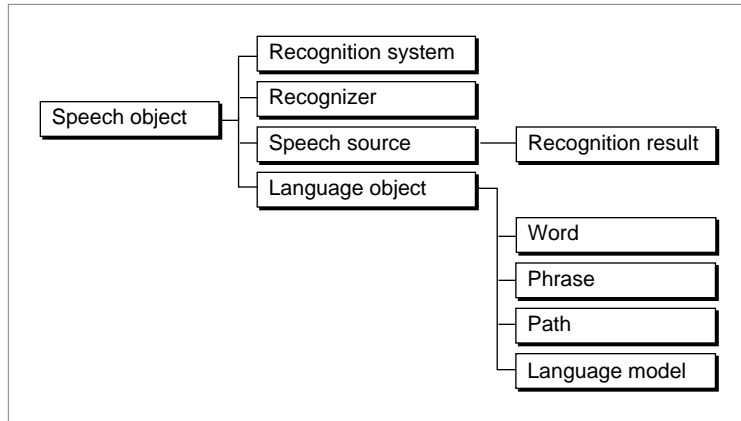 Speech object
Recognition system
Recognizer
Speech source
Recognition result
Language object
Word
Phrase
Path
Language model